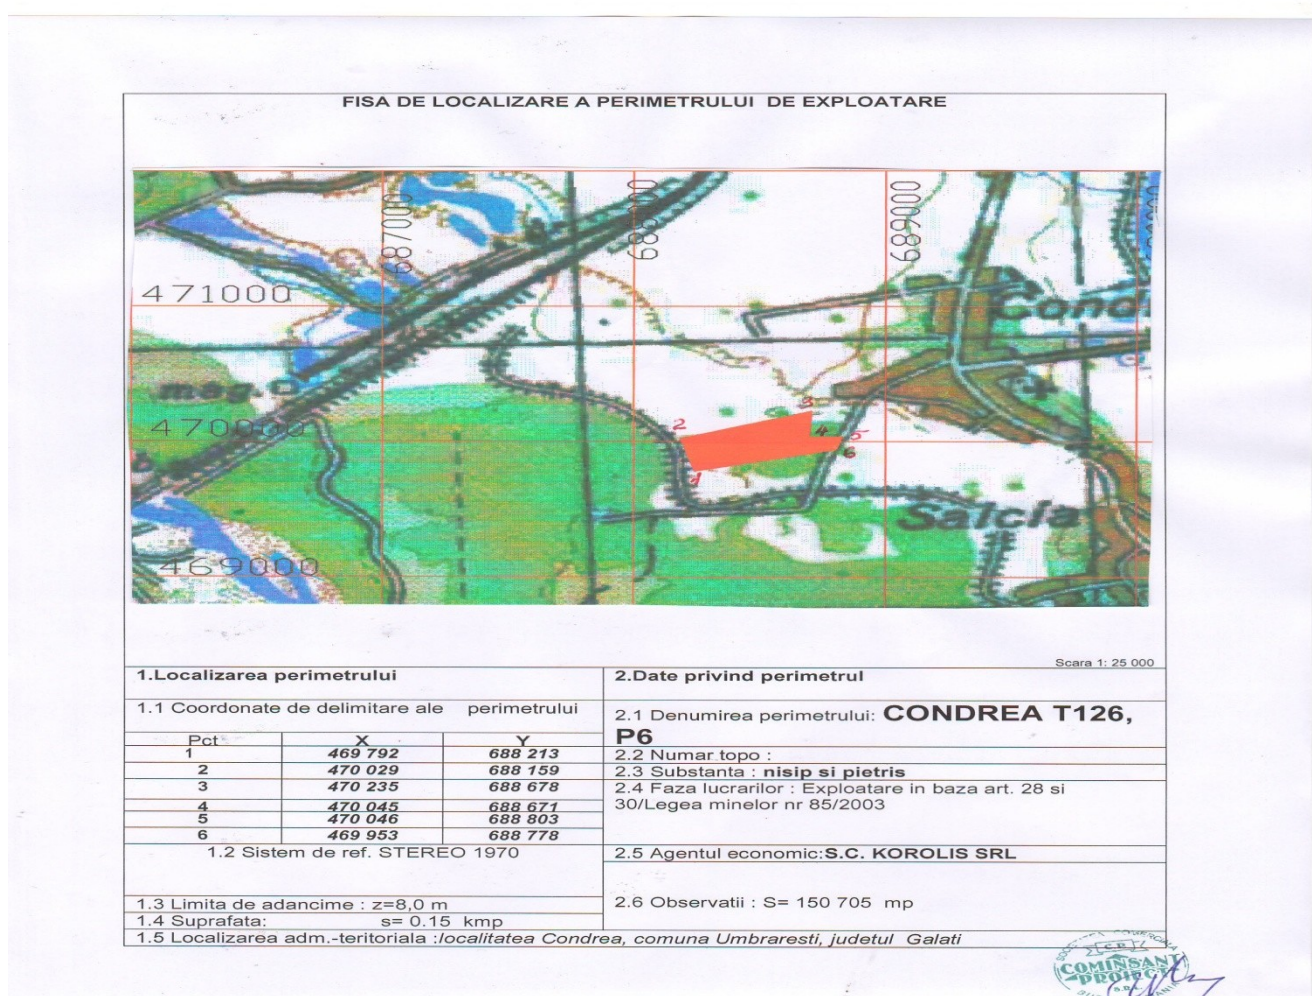 FISA DE LOCALIZARE A PERIMETRULUI DE EXPLOATARE
687000
688000
689000
471000
Cond
mag.
470000
2
3
4
5
6
1
Salcia
469000
Scara 1: 25 000
1.Localizarea perimetrului
1.1 Coordonate de delimitare ale perimetrului
Pct X Y
1 469 792 688 213
2 470 029 688 159
3 470 235 688 678
4 470 045 688 671
5 470 046 688 803
6 469 953 688 778
1.2 Sistem de ref. STEREO 1970
1.3 Limita de adancime : z=8,0 m
1.4 Suprafata: s= 0.15 kmp
2.Date privind perimetrul
2.1 Denumirea perimetrului: CONDREA T126,
P6
2.2 Numar topo :
2.3 Substanta : nisip si pietris
2.4 Faza lucrarilor : Exploatare in baza art. 28 si
30/Legea minelor nr 85/2003
2.5 Agentul economic:S.C. KOROLIS SRL
2.6 Observatii : S= 150 705 mp
1.5 Localizarea adm.-teritoriala :localitatea Condrea, comuna Umbraresti, judetul Galati
COMINSANT
PROIECT